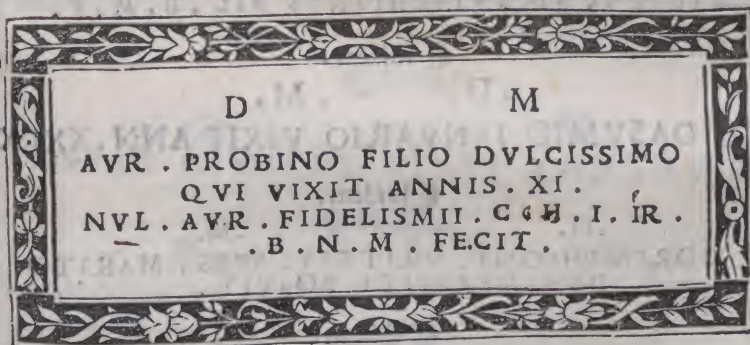 D M
AVR . PROBINO FILIO DVLCISSIMO
QVI VIXIT ANNIS . XI .
NVL . AVR . FIDELISMII . C H . I . IR .
. B . N . M . FECIT .